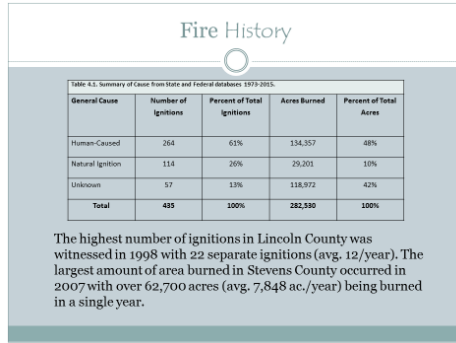 Fire History
Table 4.1. Summary of Cause from State and Federal databases 1973-2015.
General Cause Number of Ignitions Percent of Total Ignitions Acres Burned Percent of Total Acres
Human-Caused 264 61% 134,357 48%
Natural Ignition 114 26% 29,201 10%
Unknown 57 13% 118,972 42%
Total 435 100% 282,530 100%
The highest number of ignitions in Lincoln County was
witnessed in 1998 with 22 separate ignitions (avg. 12/year). The
largest amount of area burned in Stevens County occurred in
2007 with over 62,700 acres (avg. 7,848 ac./year) being burned
in a single year.